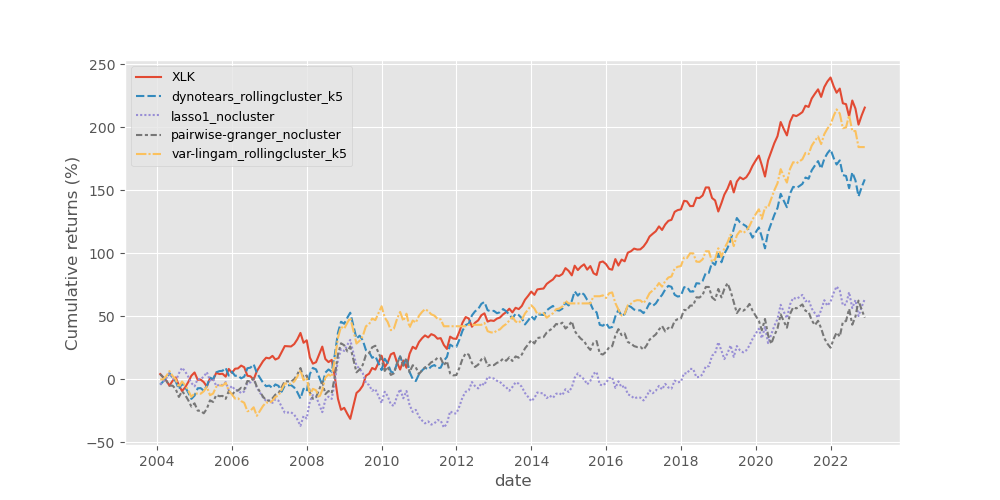 250
200
150
100
50
0
−50
Cumulative returns (%)
XLK
dynotears_rollingcluster_k5
lasso1_nocluster
pairwise-granger_nocluster
var-lingam_rollingcluster_k5
2004 2006 2008 2010 2012 2014 2016 2018 2020 2022
date